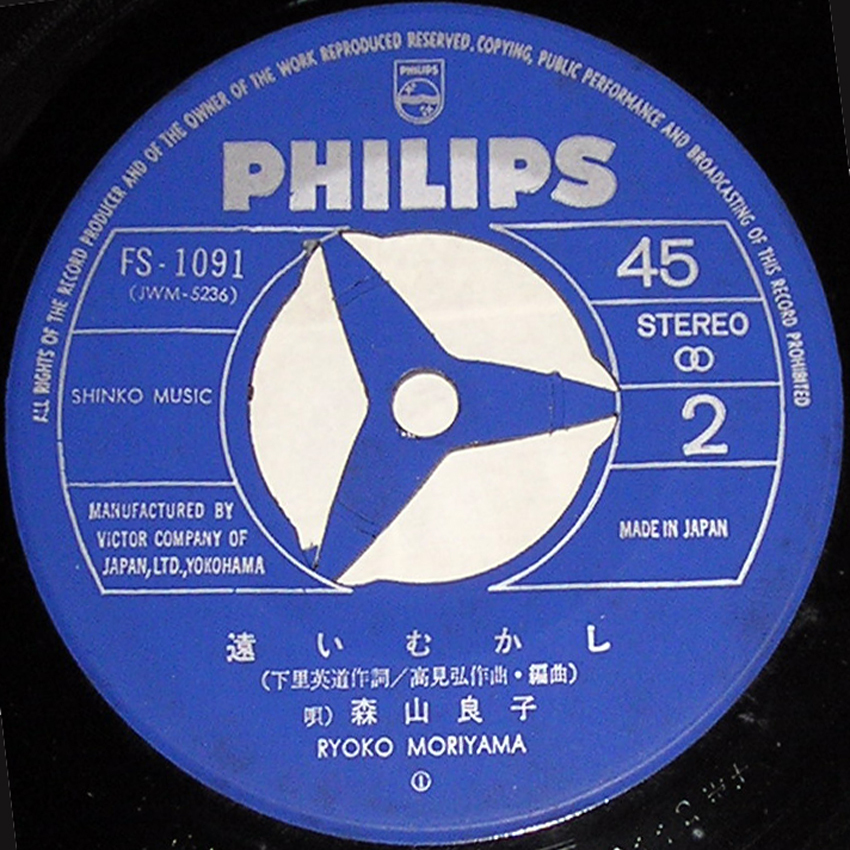 ALL RIGHTS OF THE RECORD PRODUCER AND OF THE OWNER OF THE WORK REPRODUCED RESERVED. COPYING, PUBLIC PERFORMANCE AND BROADCASTING OF THIS RECORD PROHIBITED
PHILIPS
PHILIPS
FS-1091
(JWM-5236)
SHINKO MUSIC
MANUFACTURED BY
VICTOR COMPANY OF
JAPAN, LTD., YOKOHAMA
45
STEREO
2
MADE IN JAPAN
遠いむかし
(下里英道作詞/高見弘作曲・編曲)
唄) 森山良子
RYOKO MORIYAMA
①